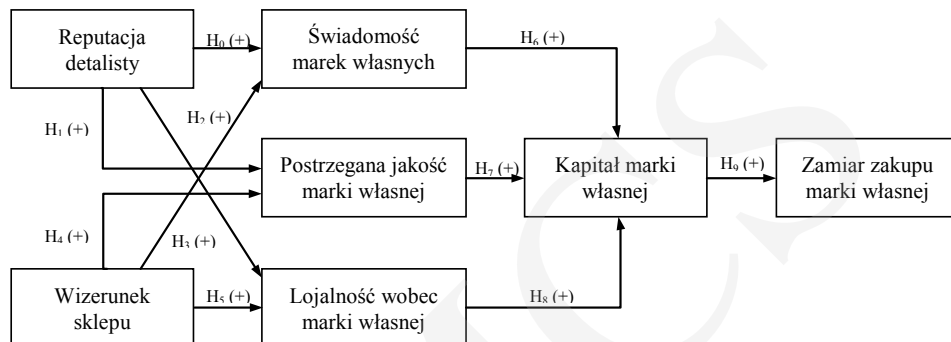 Reputacja
detalisty
H₀ (+)
Świadomość
marek własnych
H₆ (+)
H₁ (+)
H₂ (+)
Postrzegana jakość
marki własnej
H₇ (+)
Kapitał marki
własnej
H₉ (+)
Zamiar zakupu
marki własnej
H₄ (+)
H₃ (+)
Wizerunek
sklepu
H₅ (+)
Lojalność wobec
marki własnej
H₈ (+)